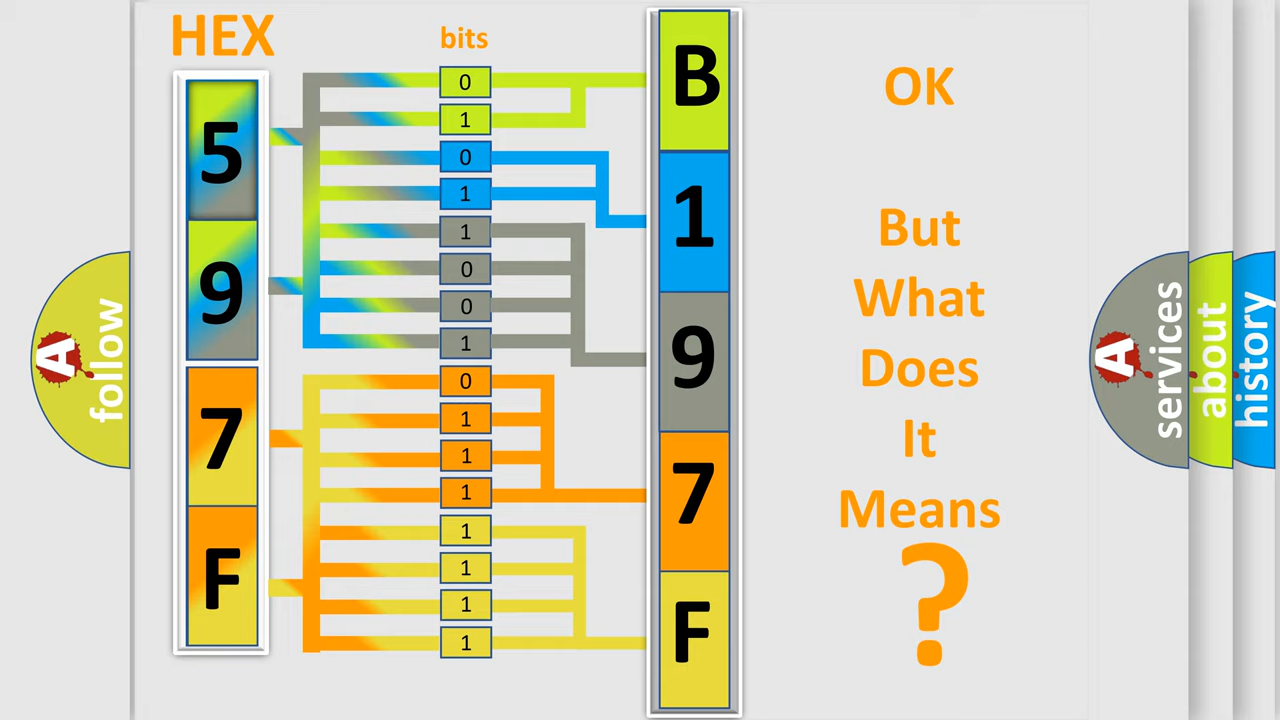 HEX
bits
5
9
7
F
0
1
0
1
1
0
0
1
0
1
1
1
1
1
1
1
B
1
9
7
F
OK
But
What
Does
It
Means
?
A
follow
A
services
about
history